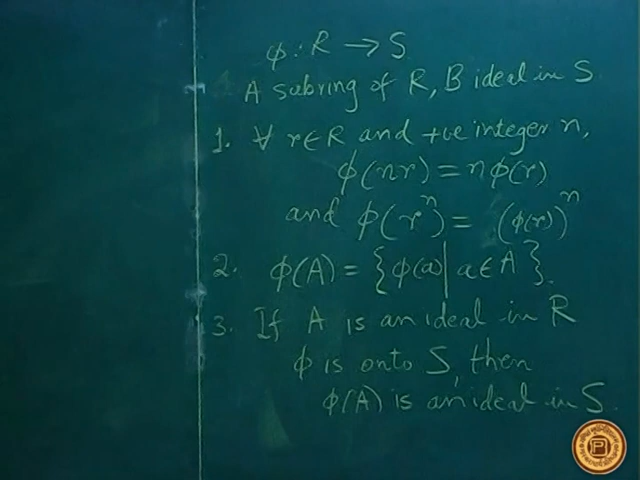 φ : R → S
A subring of R, B ideal in S.
1. ∀ r∈R and +ve integer n,
φ(nr) = nφ(r)
and φ(rⁿ) = (φ(r))ⁿ
2. φ(A) = {φ(a) | a∈A}.
3. If A is an ideal in R
φ is onto S, then
φ(A) is an ideal in S.